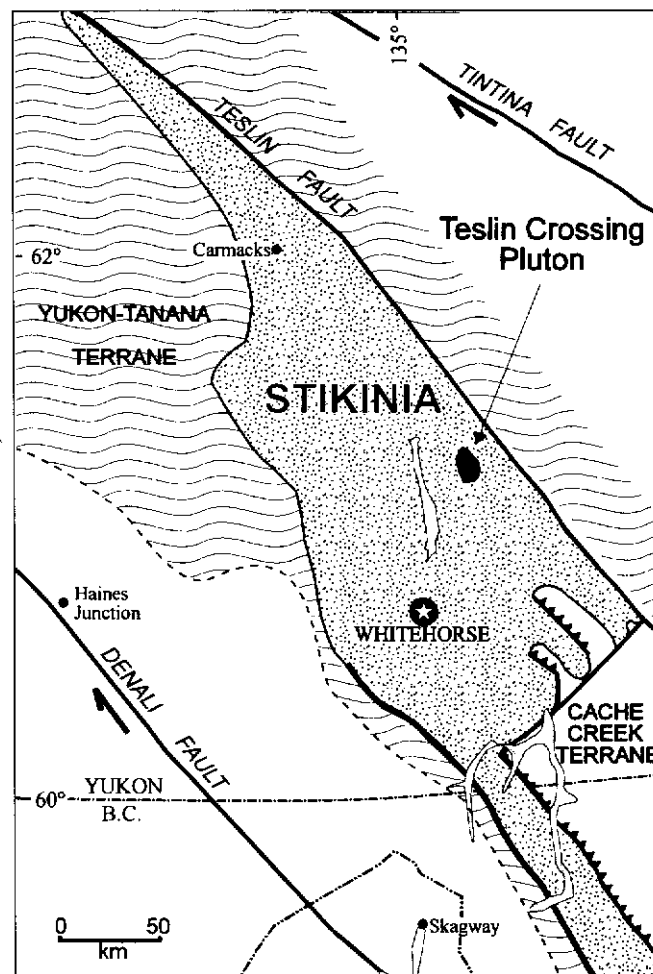 135°
TINTINA FAULT
TESLIN FAULT
Teslin Crossing
Pluton
62°
Carmacks
YUKON-TANANA
TERRANE
STIKINIA
Haines
Junction
WHITEHORSE
DENALI FAULT
CACHE
CREEK
TERRANE
60°
YUKON
B.C.
0 50
km
Skagway